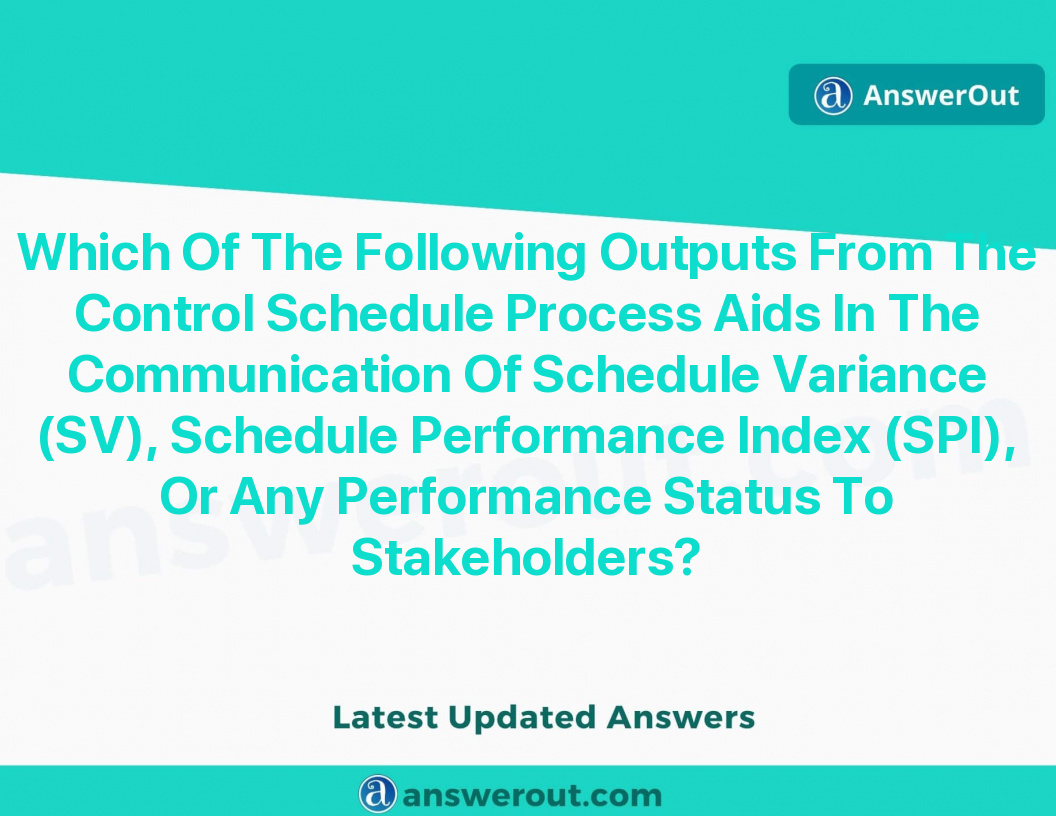 AnswerOut
Which Of The Following Outputs From The
Control Schedule Process Aids In The
Communication Of Schedule Variance
(SV), Schedule Performance Index (SPI),
Or Any Performance Status To
Stakeholders?
answerout.com
Latest Updated Answers
answerout.com